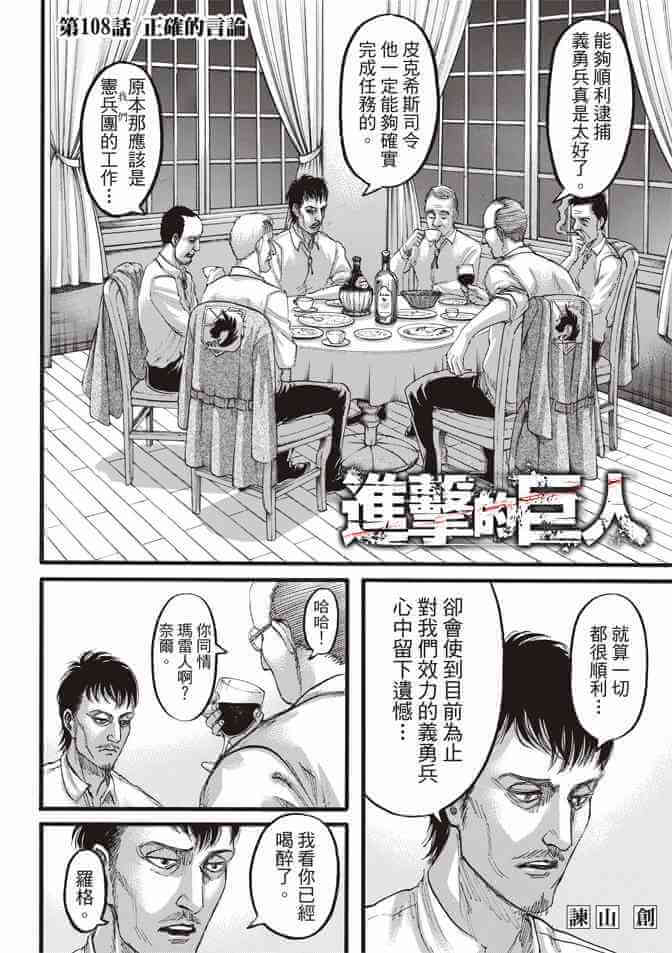 第108話 正確的言論
能夠順利逮捕
義勇兵真是太好了。
皮克希斯司令
他一定能夠確實
完成任務的。
原本那應該是
我們
憲兵團的工作…
進擊的巨人
就算一切
都很順利…
卻會使到目前為止
對我們效力的義勇兵
心中留下遺憾…
哈哈！
你同情
瑪雷人啊？
奈爾。
我看你已經
喝醉了。
羅格。
諫山創